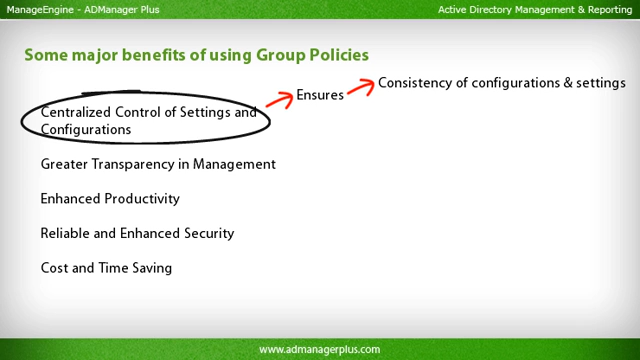 ManageEngine - ADManager Plus
Active Directory Management & Reporting
Some major benefits of using Group Policies
Consistency of configurations & settings
Ensures
Centralized Control of Settings and
Configurations
Greater Transparency in Management
Enhanced Productivity
Reliable and Enhanced Security
Cost and Time Saving
www.admanagerplus.com